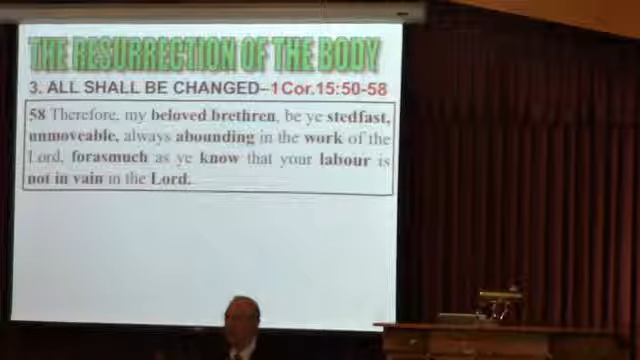 THE RESURRECTION OF THE BODY
3. ALL SHALL BE CHANGED–1Cor.15:50-58
58 Therefore, my beloved brethren, be ye stedfast,
unmoveable, always abounding in the work of the
Lord, forasmuch as ye know that your labour is
not in vain in the Lord.